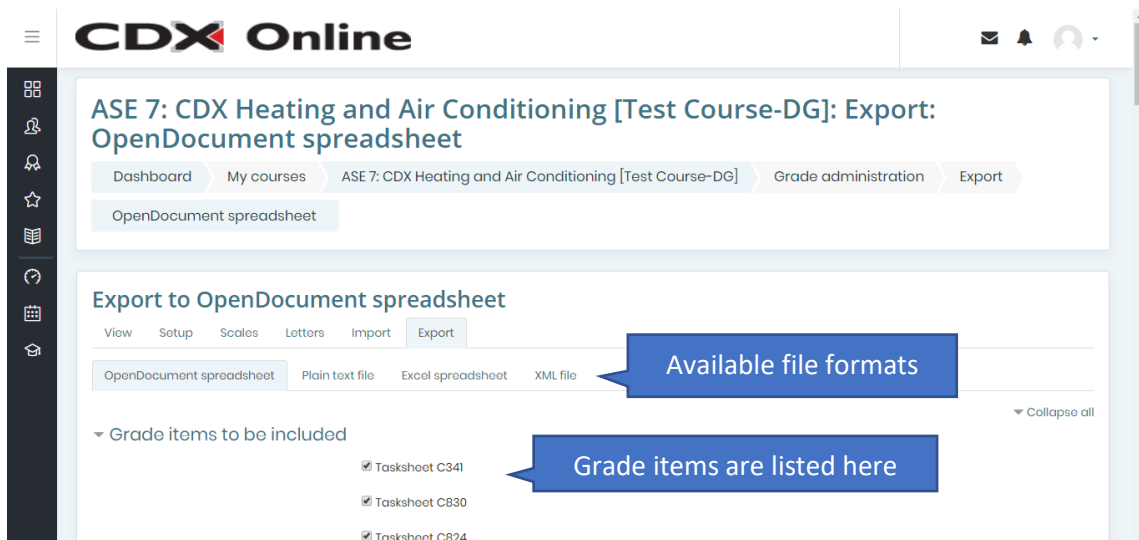 CDX Online
ASE 7: CDX Heating and Air Conditioning [Test Course-DG]: Export:
OpenDocument spreadsheet
Dashboard My courses ASE 7: CDX Heating and Air Conditioning [Test Course-DG] Grade administration Export
OpenDocument spreadsheet
Export to OpenDocument spreadsheet
View Setup Scales Letters Import Export
OpenDocument spreadsheet Plain text file Excel spreadsheet XML file
Available file formats
Collapse all
Grade items to be included
Tasksheet C341
Grade items are listed here
Tasksheet C830
Tasksheet C824